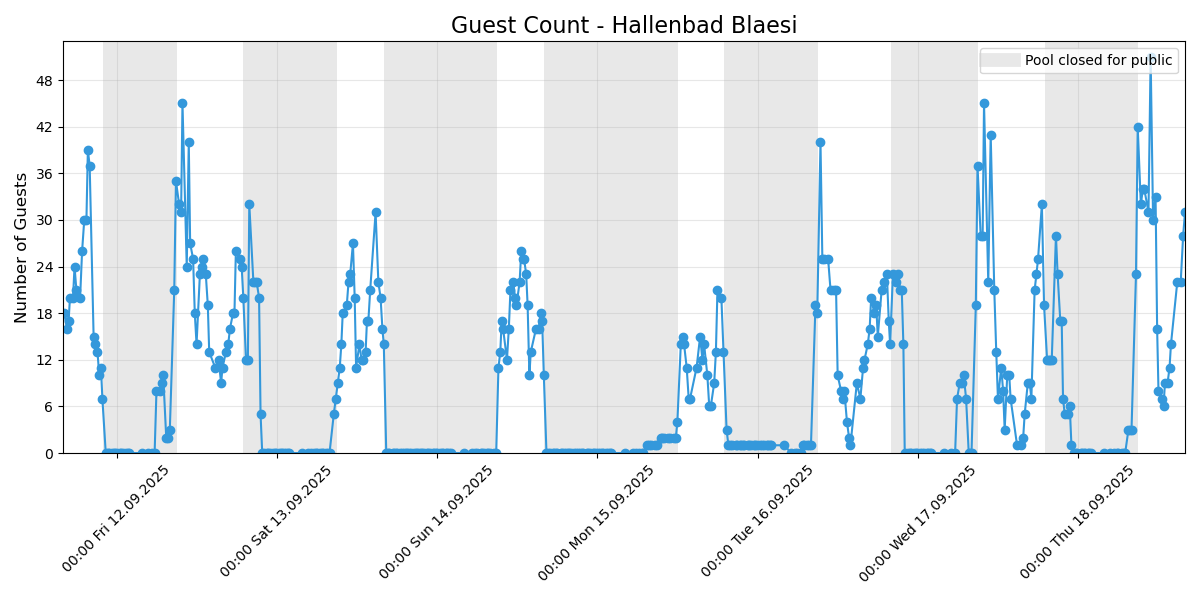 Guest Count - Hallenbad Blaesi
Pool closed for public
Number of Guests
48
42
36
30
24
18
12
6
0
00:00 Fri 12.09.2025
00:00 Sat 13.09.2025
00:00 Sun 14.09.2025
00:00 Mon 15.09.2025
00:00 Tue 16.09.2025
00:00 Wed 17.09.2025
00:00 Thu 18.09.2025